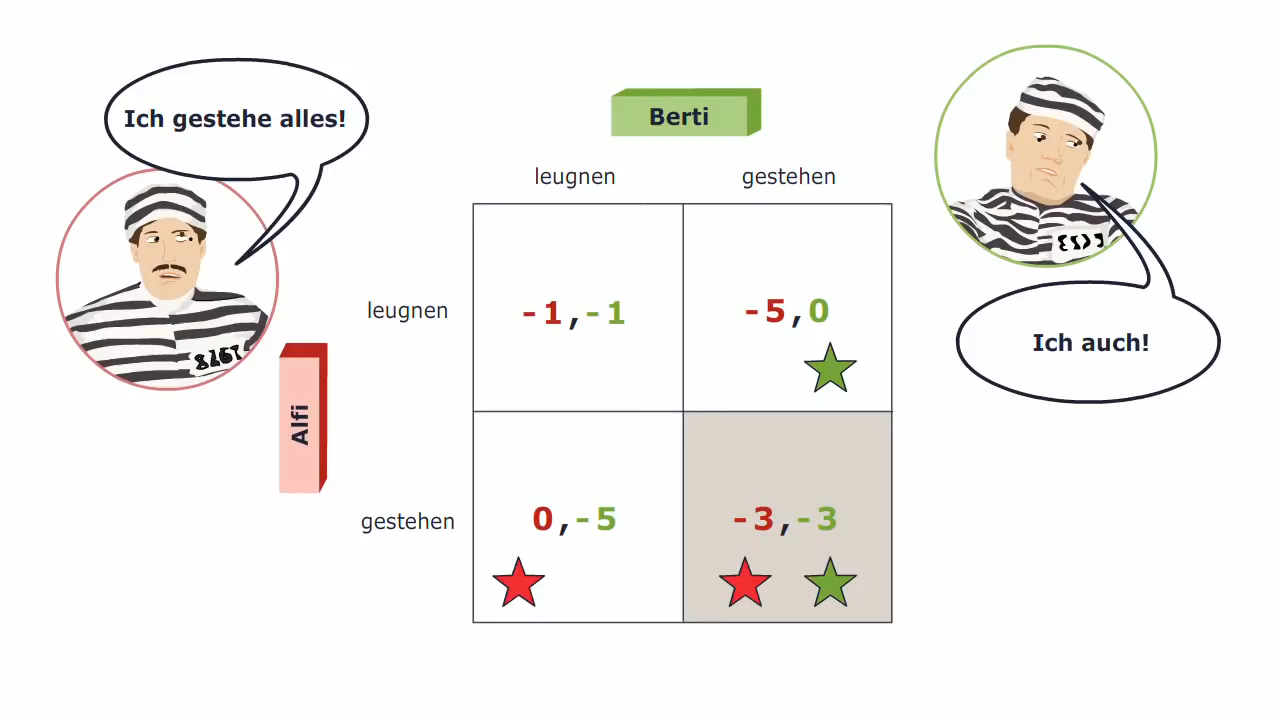 Ich gestehe alles!
Berti
leugnen gestehen
leugnen -1,-1 -5,0
Ich auch!
Alfi
gestehen 0,-5 -3,-3